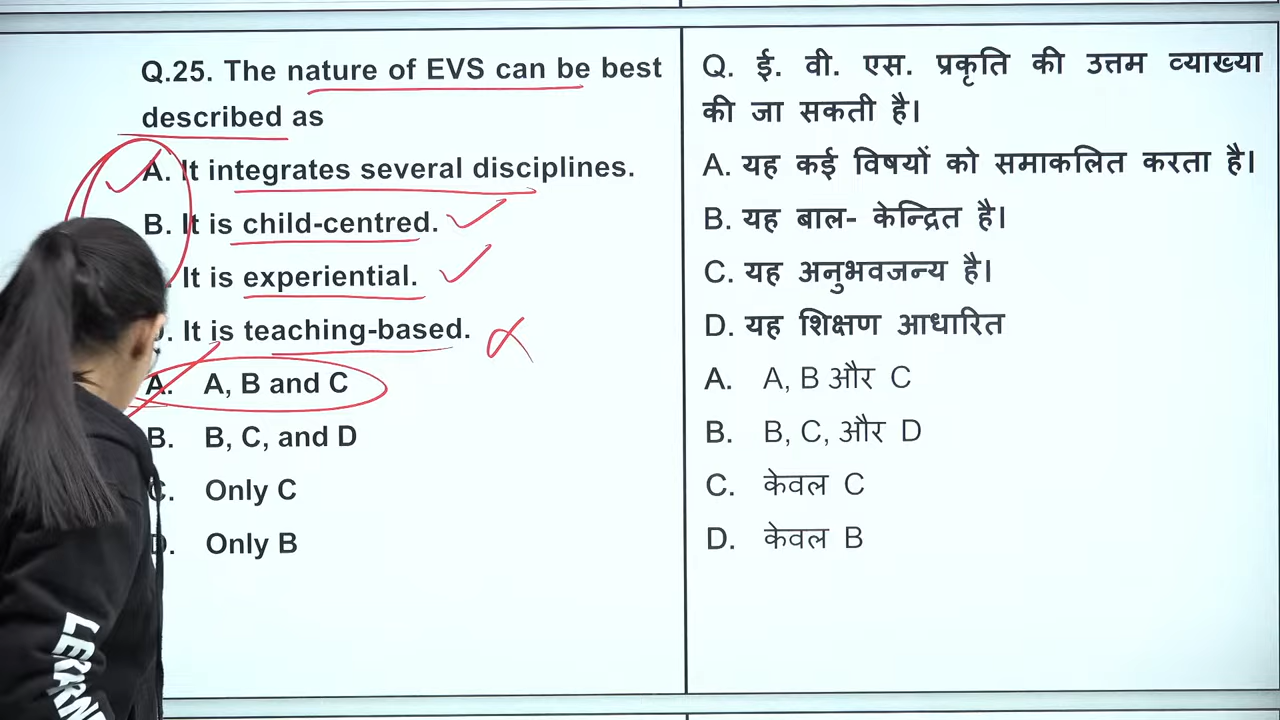 Q.25. The nature of EVS can be best
described as
A. It integrates several disciplines.
B. It is child-centred.
It is experiential.
It is teaching-based.
A. A, B and C
B. B, C, and D
C. Only C
D. Only B
Q. ई. वी. एस. प्रकृति की उत्तम व्याख्या
की जा सकती है।
A. यह कई विषयों को समाकलित करता है।
B. यह बाल- केन्द्रित है।
C. यह अनुभवजन्य है।
D. यह शिक्षण आधारित
A. A, B और C
B. B, C, और D
C. केवल C
D. केवल B